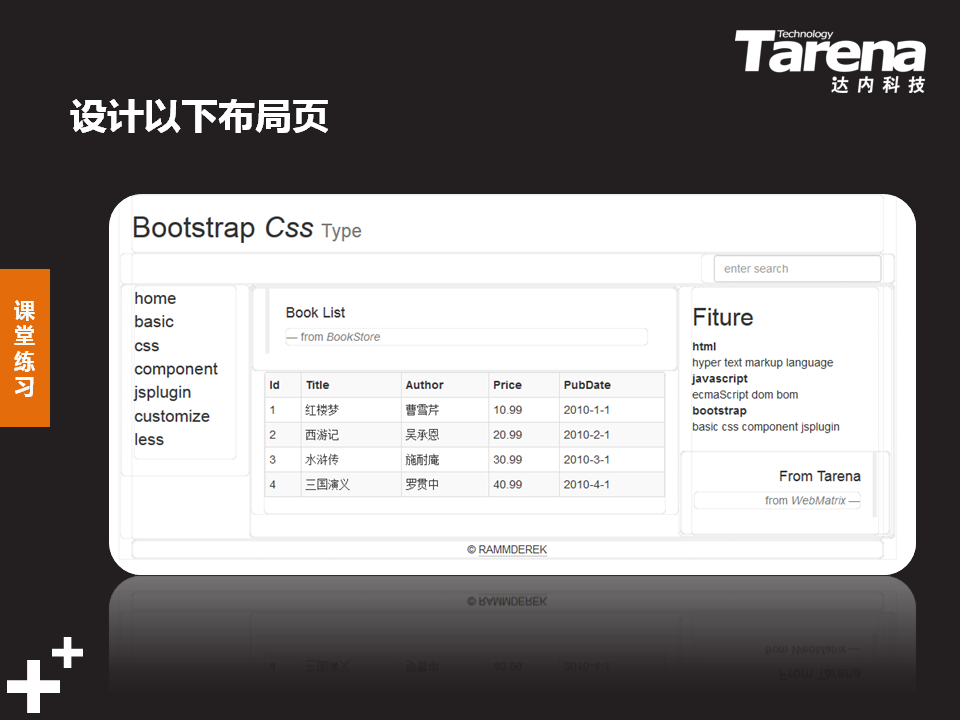 Technology
Tarena
达内科技
设计以下布局页
课堂练习
Bootstrap Css Type
enter search
home
basic
css
component
jsplugin
customize
less
Book List
— from BookStore
Id Title Author Price PubDate
1 红楼梦 曹雪芹 10.99 2010-1-1
2 西游记 吴承恩 20.99 2010-2-1
3 水浒传 施耐庵 30.99 2010-3-1
4 三国演义 罗贯中 40.99 2010-4-1
Fiture
html
hyper text markup language
javascript
ecmaScript dom bom
bootstrap
basic css component jsplugin
From Tarena
from WebMatrix —
© RAMMDEREK